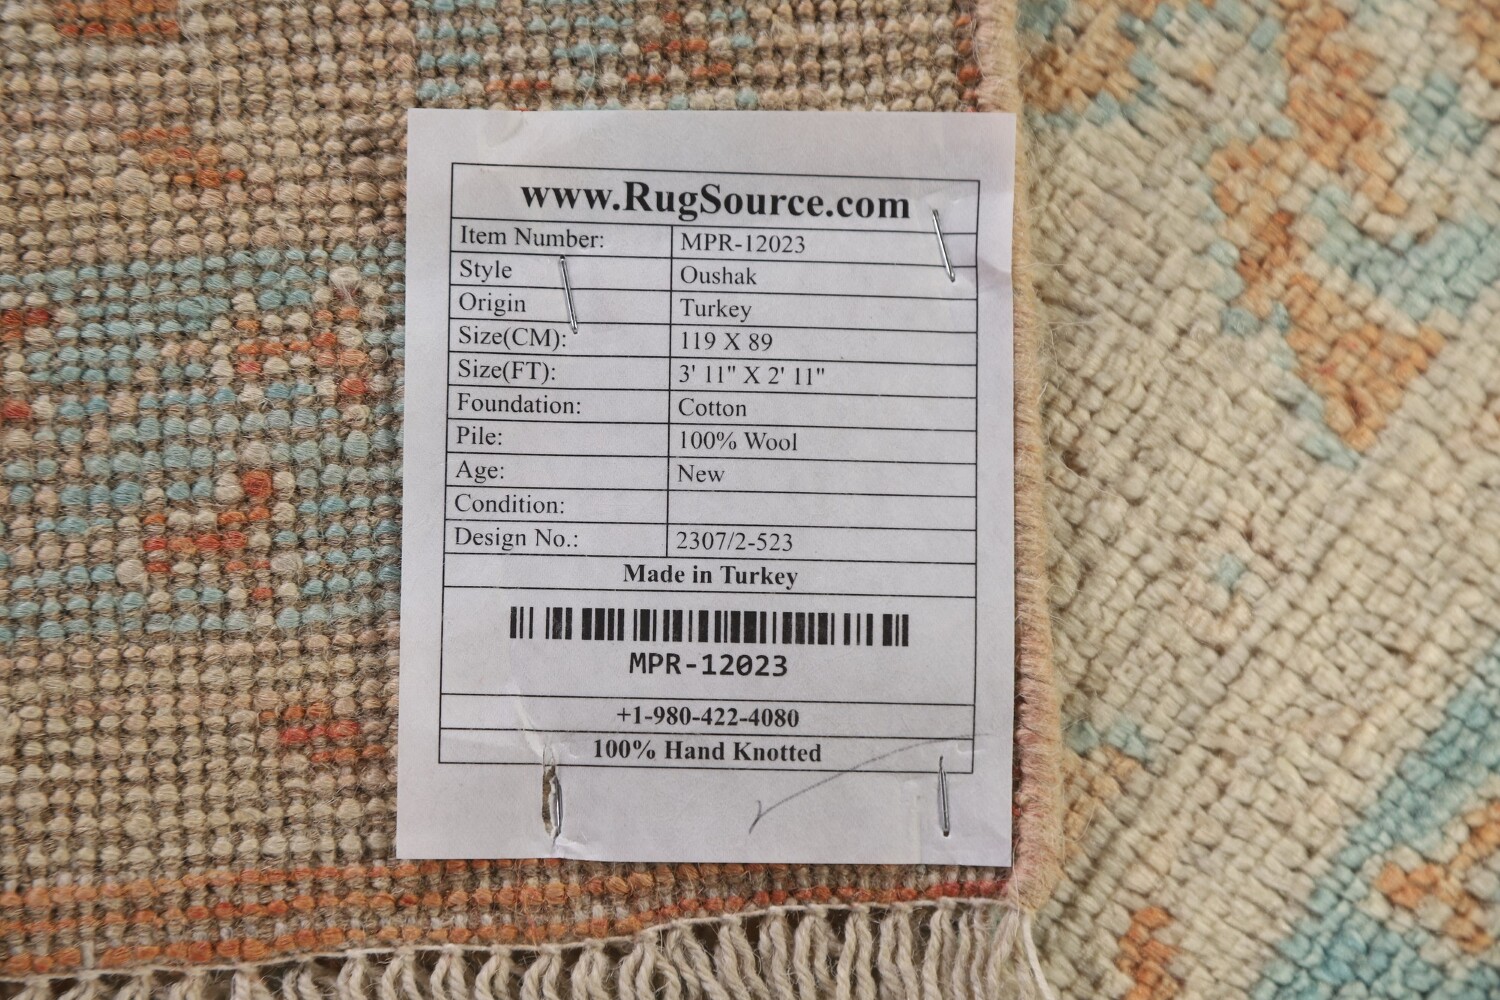 www.RugSource.com
Item Number: MPR-12023
Style Oushak
Origin Turkey
Size(CM): 119 X 89
Size(FT): 3' 11" X 2' 11"
Foundation: Cotton
Pile: 100% Wool
Age: New
Condition:
Design No.: 2307/2-523
Made in Turkey
MPR-12023
+1-980-422-4080
100% Hand Knotted